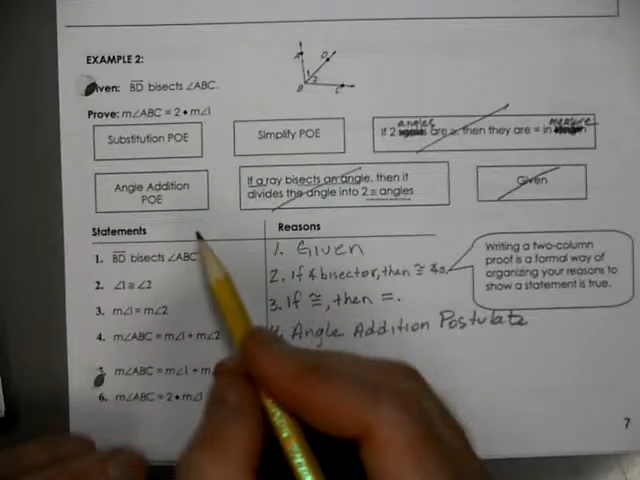 EXAMPLE 2:
iven: BD bisects ∠ABC.
A
D
1
2
B
C
Prove: m∠ABC = 2 • m∠1
Substitution POE
Simplify POE
angles measure
If 2 are ≅, then they are = in
Angle Addition
POE
If a ray bisects an angle, then it
divides the angle into 2 ≅ angles
Given
Statements
Reasons
1. BD bisects ∠ABC
1. Given
2. ∠1 ≅ ∠2
2. If ∡ bisector, then ≅ ∡s.
3. m∠1 = m∠2
3. If ≅, then =.
4. m∠ABC = m∠1 + m∠2
Angle Addition Postulate
m∠ABC = m∠1 + m
6. m∠ABC = 2 • m∠1
Writing a two-column
proof is a formal way of
organizing your reasons to
show a statement is true.
7